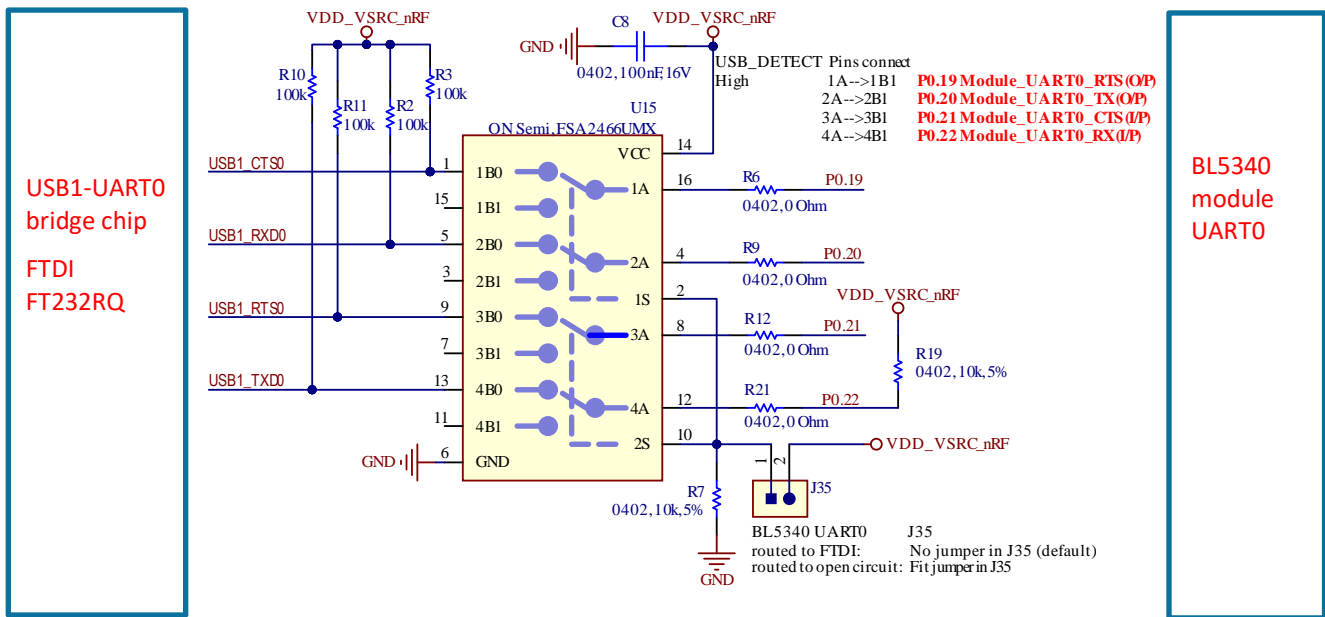 USB1-UART0
bridge chip
FTDI
FT232RQ
VDD_VSRC_nRF
R10
100k
R11
100k
R2
100k
R3
100k
USB1_CTS0
USB1_RXD0
USB1_RTS0
USB1_TXD0
GND
C8
0402,100nF,16V
VDD_VSRC_nRF
USB_DETECT Pins connect
High
1A-->1B1 P0.19 Module_UART0_RTS(O/P)
2A-->2B1 P0.20 Module_UART0_TX(O/P)
3A-->3B1 P0.21 Module_UART0_CTS(I/P)
4A-->4B1 P0.22 Module_UART0_RX(I/P)
U15
ON Semi,FSA2466UMX
VCC 14
1 1B0
1A 16
15 1B1
5 2B0
2A 4
3 2B1
1S 2
9 3B0
3A 8
7 3B1
13 4B0
4A 12
11 4B1
2S 10
6 GND
GND
R6
0402,0 Ohm
P0.19
R9
0402,0 Ohm
P0.20
R12
0402,0 Ohm
P0.21
R21
0402,0 Ohm
P0.22
VDD_VSRC_nRF
R19
0402,10k,5%
VDD_VSRC_nRF
R7
0402,10k,5%
GND
1
2
J35
BL5340 UART0 J35
routed to FTDI: No jumper in J35 (default)
routed to open circuit: Fit jumper in J35
BL5340
module
UART0